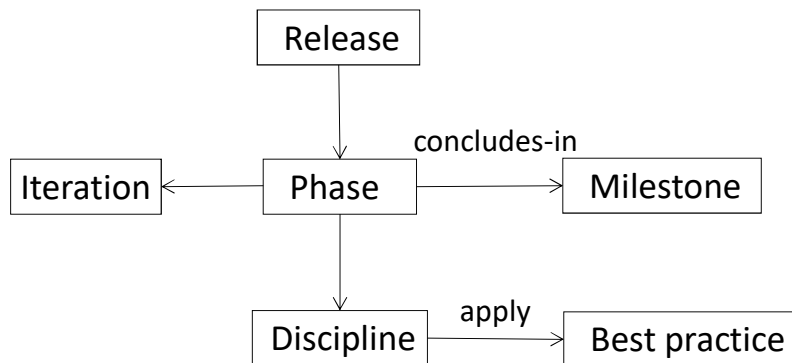 Release
concludes-in
Iteration
Phase
Milestone
apply
Discipline
Best practice